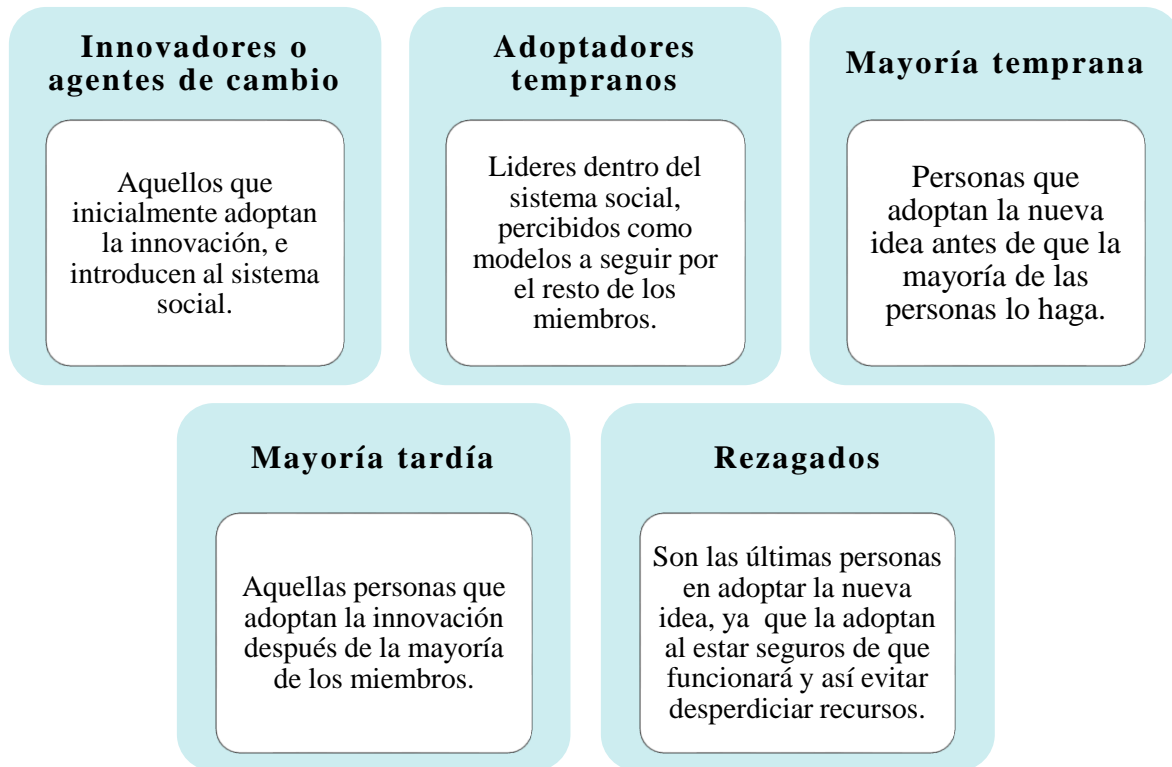 Innovadores o
agentes de cambio
Aquellos que
inicialmente adoptan
la innovación, e
introducen al sistema
social.
Adoptadores
tempranos
Lideres dentro del
sistema social,
percibidos como
modelos a seguir por
el resto de los
miembros.
Mayoría temprana
Personas que
adoptan la nueva
idea antes de que la
mayoría de las
personas lo haga.
Mayoría tardía
Aquellas personas que
adoptan la innovación
después de la mayoría
de los miembros.
Rezagados
Son las últimas personas
en adoptar la nueva
idea, ya que la adoptan
al estar seguros de que
funcionará y así evitar
desperdiciar recursos.